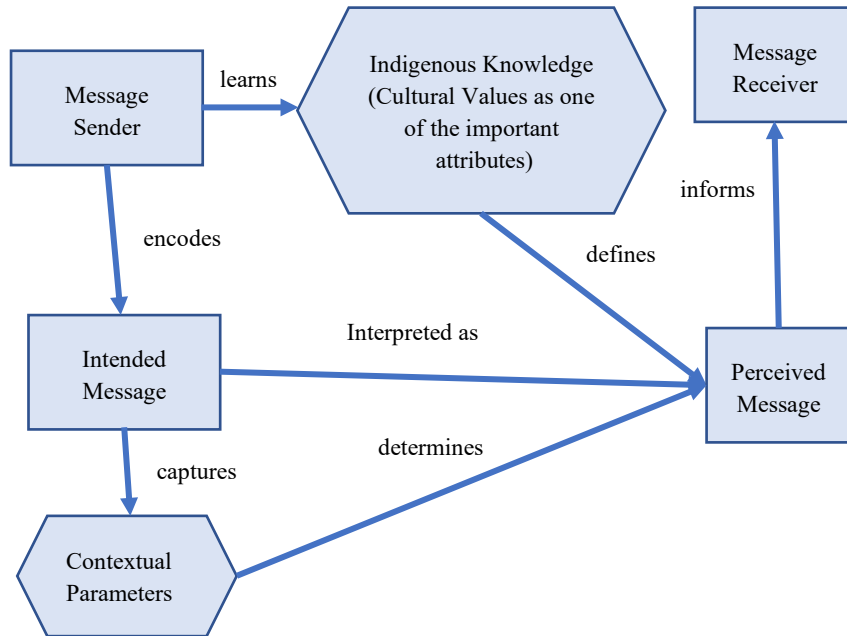 Message
Sender
learns
Indigenous Knowledge
(Cultural Values as one
of the important
attributes)
Message
Receiver
encodes
defines
informs
Intended
Message
Interpreted as
Perceived
Message
captures
determines
Contextual
Parameters